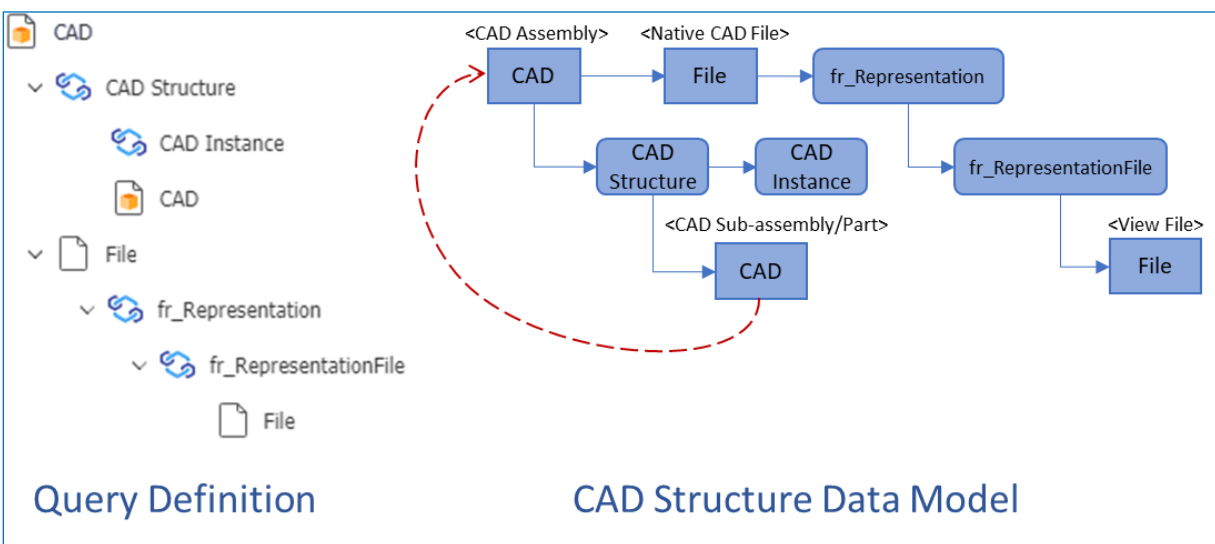 CAD
CAD Structure
CAD Instance
CAD
File
fr_Representation
fr_RepresentationFile
File
Query Definition
<CAD Assembly>
<Native CAD File>
CAD
File
fr_Representation
CAD
Structure
CAD
Instance
fr_RepresentationFile
<CAD Sub-assembly/Part>
CAD
<View File>
File
CAD Structure Data Model